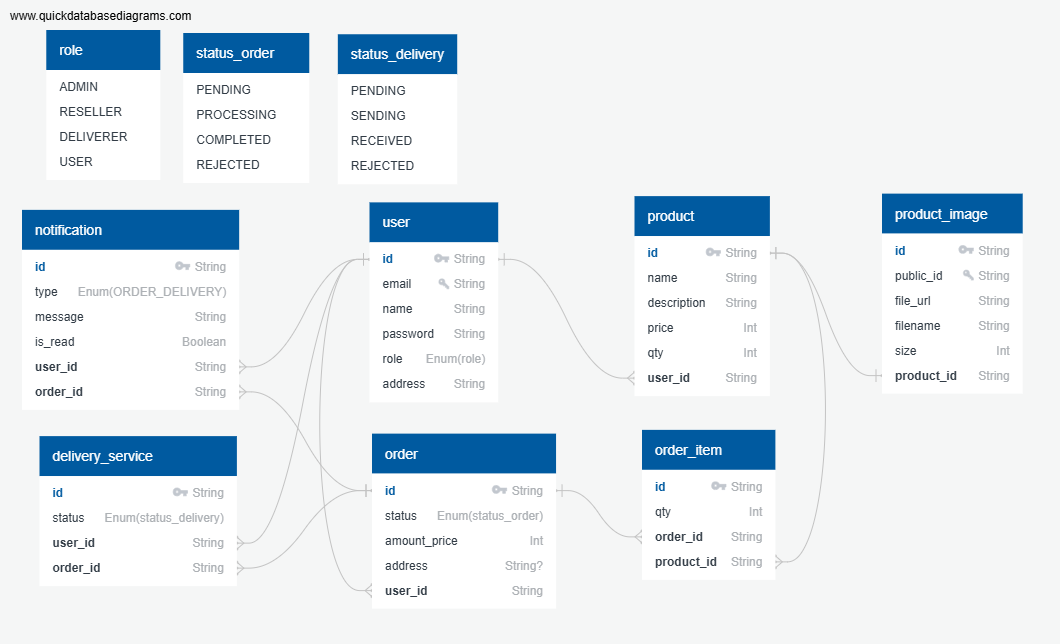 www.quickdatabasediagrams.com
role
ADMIN
RESELLER
DELIVERER
USER
status_order
PENDING
PROCESSING
COMPLETED
REJECTED
status_delivery
PENDING
SENDING
RECEIVED
REJECTED
notification
id String
type Enum(ORDER_DELIVERY)
message String
is_read Boolean
user_id String
order_id String
user
id String
email String
name String
password String
role Enum(role)
address String
product
id String
name String
description String
price Int
qty Int
user_id String
product_image
id String
public_id String
file_url String
filename String
size Int
product_id String
delivery_service
id String
status Enum(status_delivery)
user_id String
order_id String
order
id String
status Enum(status_order)
amount_price Int
address String?
user_id String
order_item
id String
qty Int
order_id String
product_id String